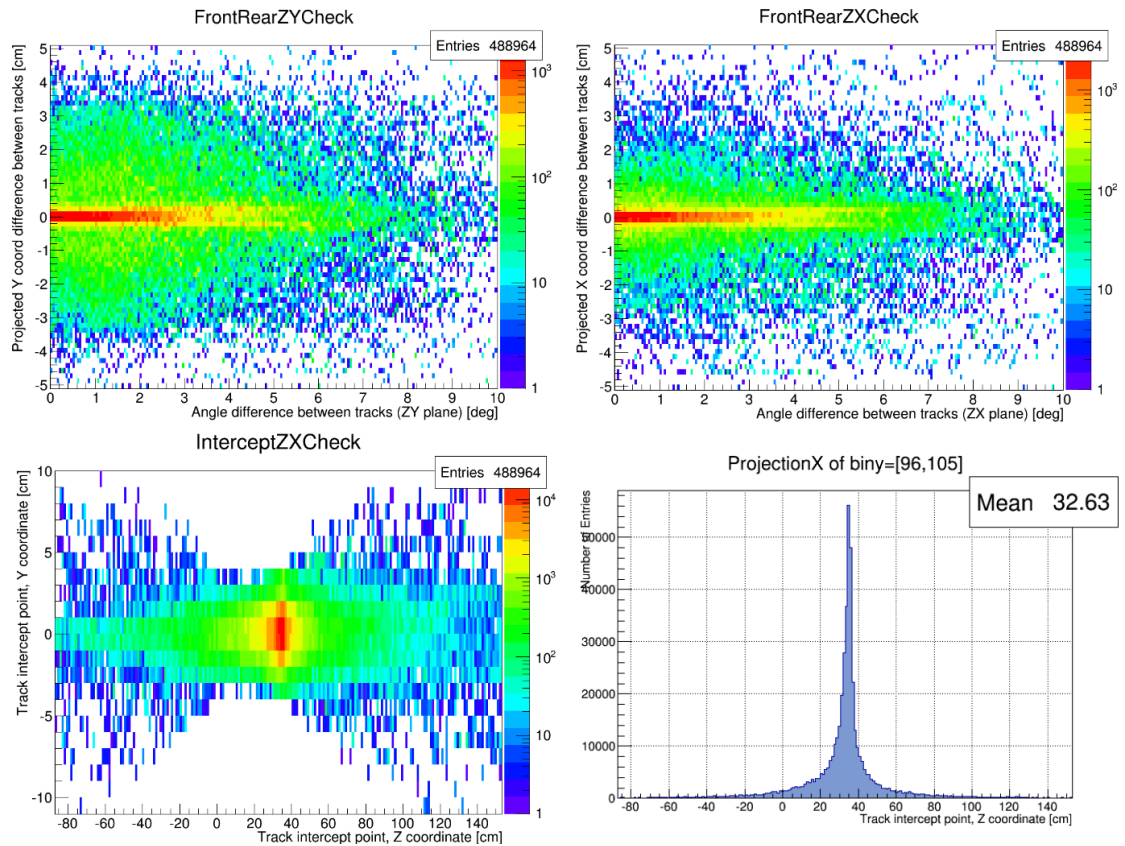 FrontRearZYCheck
Entries 488964
Projected Y coord difference between tracks [cm]
5
4
3
2
1
0
-1
-2
-3
-4
-5
0 1 2 3 4 5 6 7 8 9 10
Angle difference between tracks (ZY plane) [deg]
10³
10²
10
1
FrontRearZXCheck
Entries 488964
Projected X coord difference between tracks [cm]
5
4
3
2
1
0
-1
-2
-3
-4
-5
0 1 2 3 4 5 6 7 8 9 10
Angle difference between tracks (ZX plane) [deg]
10³
10²
10
1
InterceptZXCheck
Entries 488964
Track intercept point, Y coordinate [cm]
10
5
0
-5
-10
-80 -60 -40 -20 0 20 40 60 80 100 120 140
Track intercept point, Z coordinate [cm]
10⁴
10³
10²
10
1
ProjectionX of biny=[96,105]
Mean 32.63
Number of Entries
50000
40000
30000
20000
10000
0
-80 -60 -40 -20 0 20 40 60 80 100 120 140
Track intercept point, Z coordinate [cm]